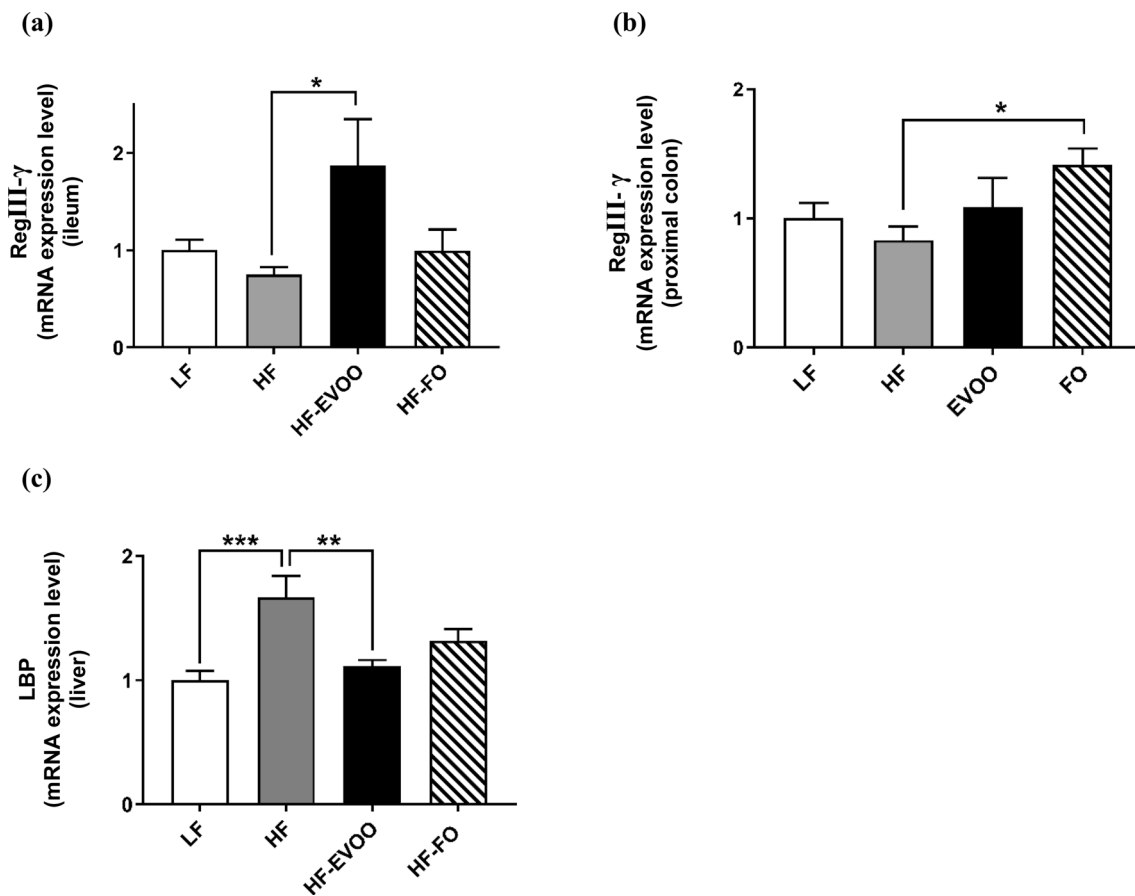 (a)
RegIII-γ
(mRNA expression level)
(ileum)
2
1
0
*
LF
HF
HF-EVOO
HF-FO
(b)
RegIII- γ
(mRNA expression level)
(proximal colon)
2
1
0
*
LF
HF
EVOO
FO
(c)
LBP
(mRNA expression level)
(liver)
2
1
0
***
**
LF
HF
HF-EVOO
HF-FO